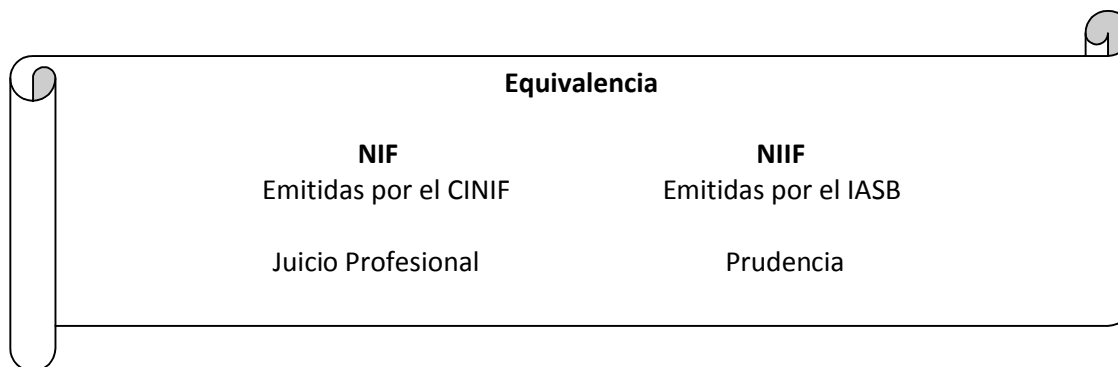 Equivalencia
NIF NIIF
Emitidas por el CINIF Emitidas por el IASB
Juicio Profesional Prudencia